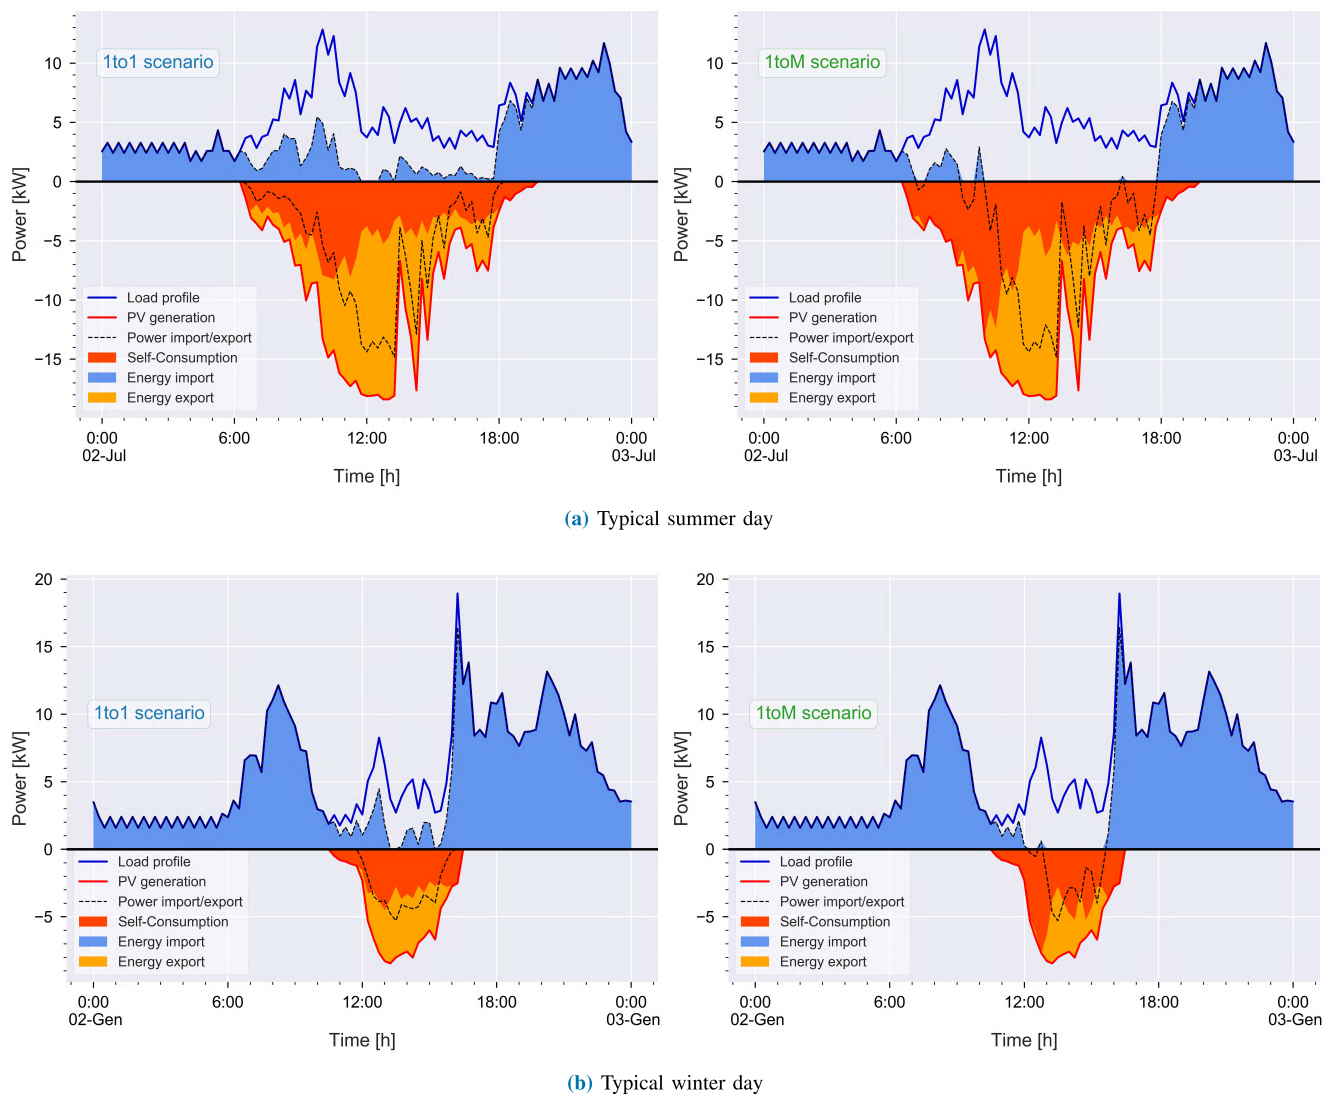 1to1 scenario
10
5
0
−5
−10
−15
Power [kW]
Load profile
PV generation
Power import/export
Self-Consumption
Energy import
Energy export
0:00 6:00 12:00 18:00 0:00
02-Jul 03-Jul
Time [h]
1toM scenario
10
5
0
−5
−10
−15
Power [kW]
Load profile
PV generation
Power import/export
Self-Consumption
Energy import
Energy export
0:00 6:00 12:00 18:00 0:00
02-Jul 03-Jul
Time [h]
(a) Typical summer day
20
15
10
5
0
−5
Power [kW]
1to1 scenario
Load profile
PV generation
Power import/export
Self-Consumption
Energy import
Energy export
0:00 6:00 12:00 18:00 0:00
02-Gen 03-Gen
Time [h]
20
15
10
5
0
−5
Power [kW]
1toM scenario
Load profile
PV generation
Power import/export
Self-Consumption
Energy import
Energy export
0:00 6:00 12:00 18:00 0:00
02-Gen 03-Gen
Time [h]
(b) Typical winter day